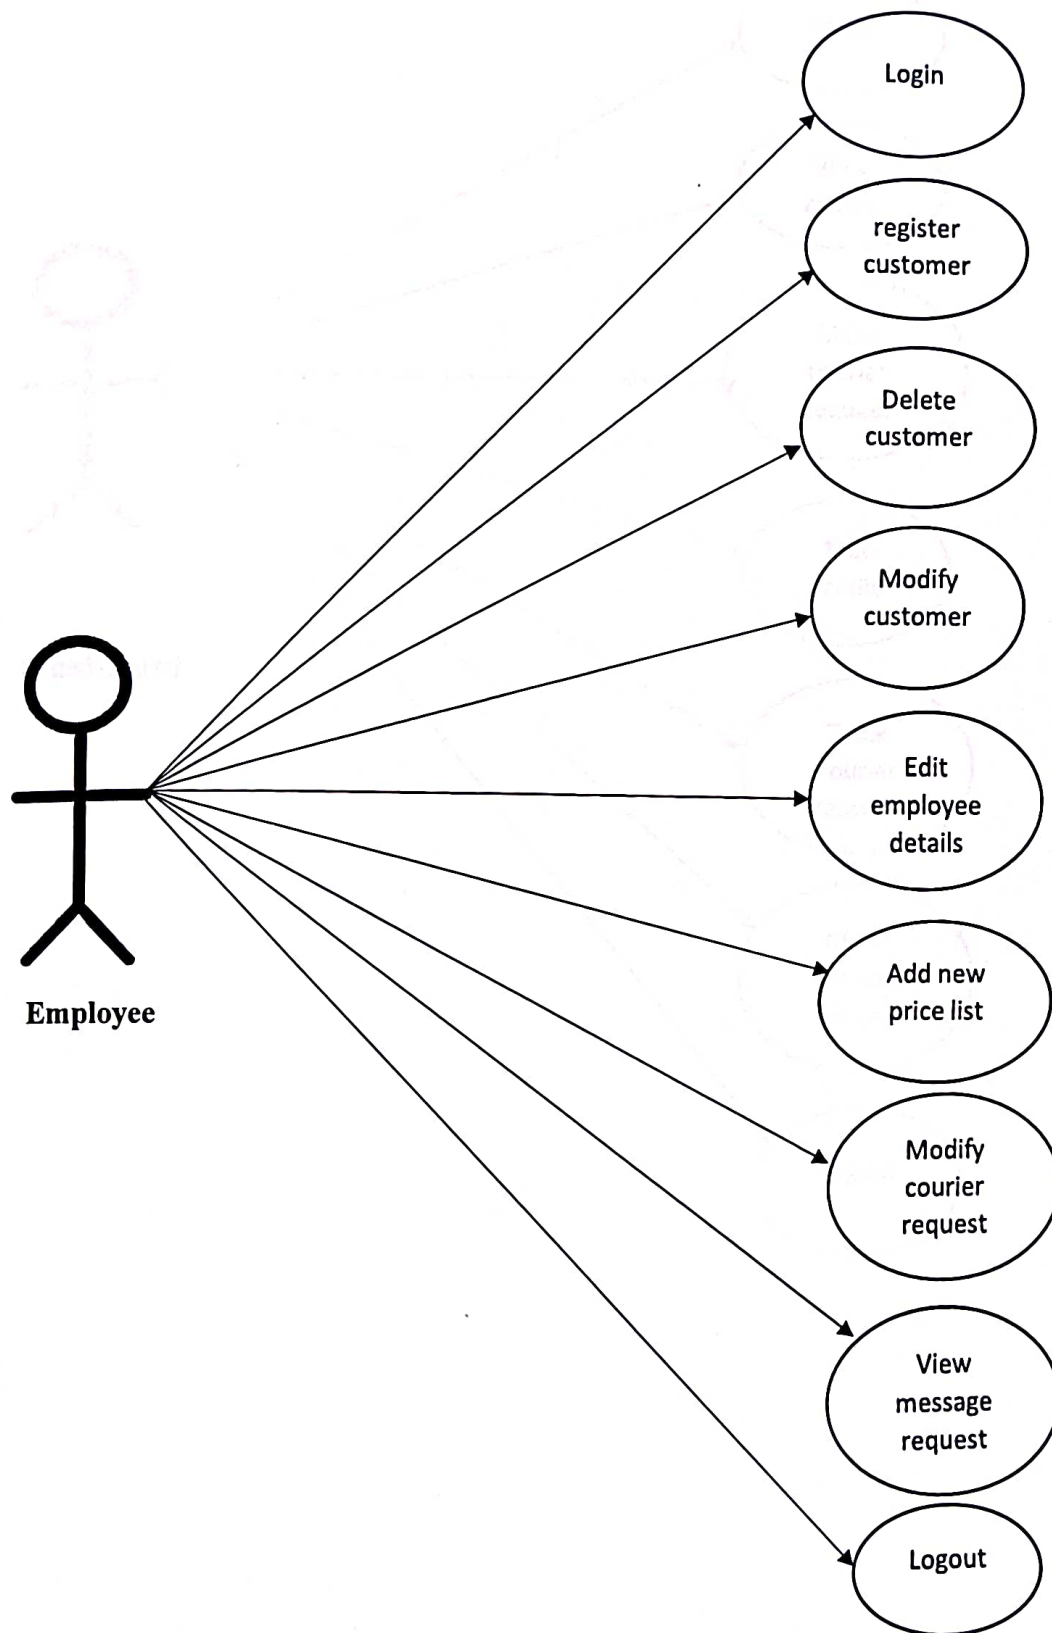 Login
register
customer
Delete
customer
Modify
customer
Edit
employee
details
Add new
price list
Employee
Modify
courier
request
View
message
request
Logout